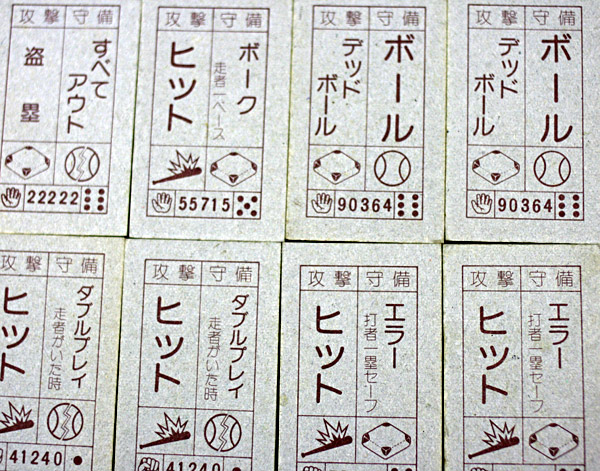 攻撃 守備
盗塁
すべて
アウト
22222
攻撃 守備
ヒット
ボーク
走者一ベース
55715
攻撃 守備
デッド
ボール
ボール
90364
攻撃 守備
デッド
ボール
ボール
90364
攻撃 守備
ヒット
ダブルプレイ
走者がいた時
41240
攻撃 守備
ヒット
ダブルプレイ
走者がいた時
41240
攻撃 守備
ヒット
エラー
打者一塁セーフ
攻撃 守備
ヒット
エラー
打者一塁セーフ